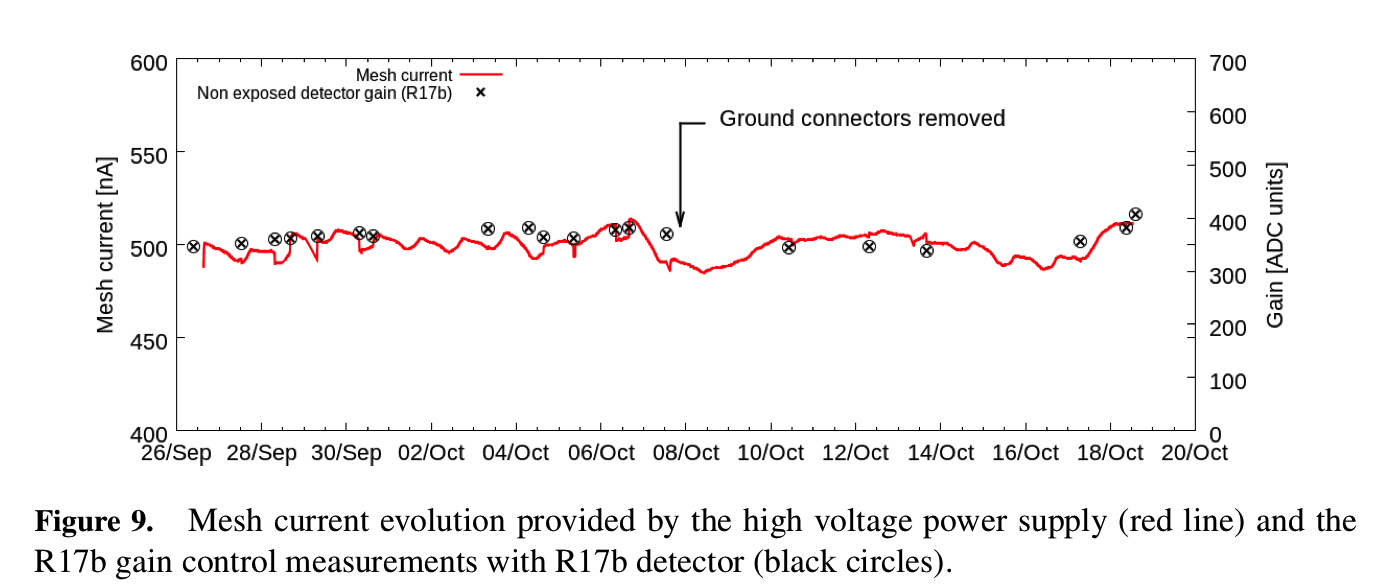 Mesh current
Non exposed detector gain (R17b)
Ground connectors removed
Mesh current [nA]
600
550
500
450
400
Gain [ADC units]
700
600
500
400
300
200
100
0
26/Sep 28/Sep 30/Sep 02/Oct 04/Oct 06/Oct 08/Oct 10/Oct 12/Oct 14/Oct 16/Oct 18/Oct 20/Oct
Figure 9. Mesh current evolution provided by the high voltage power supply (red line) and the
R17b gain control measurements with R17b detector (black circles).